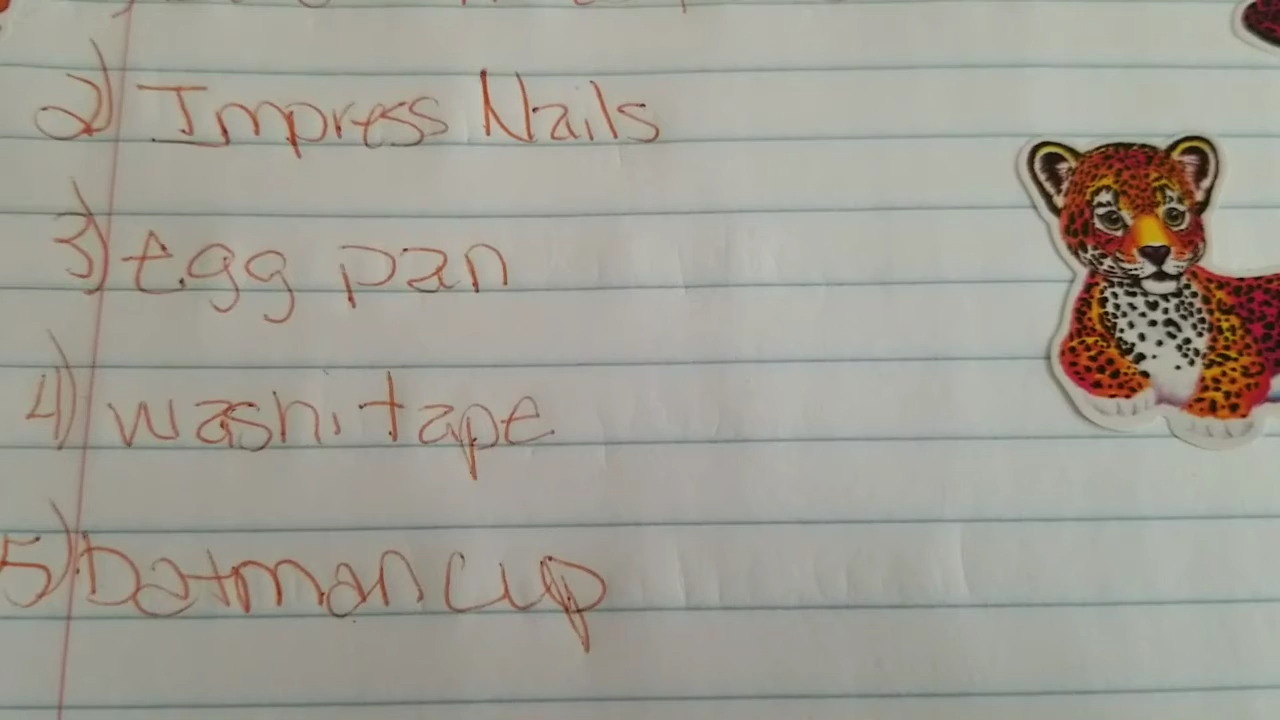 2) Impress Nails
3) Egg pan
4) washi tape
5) batman cup